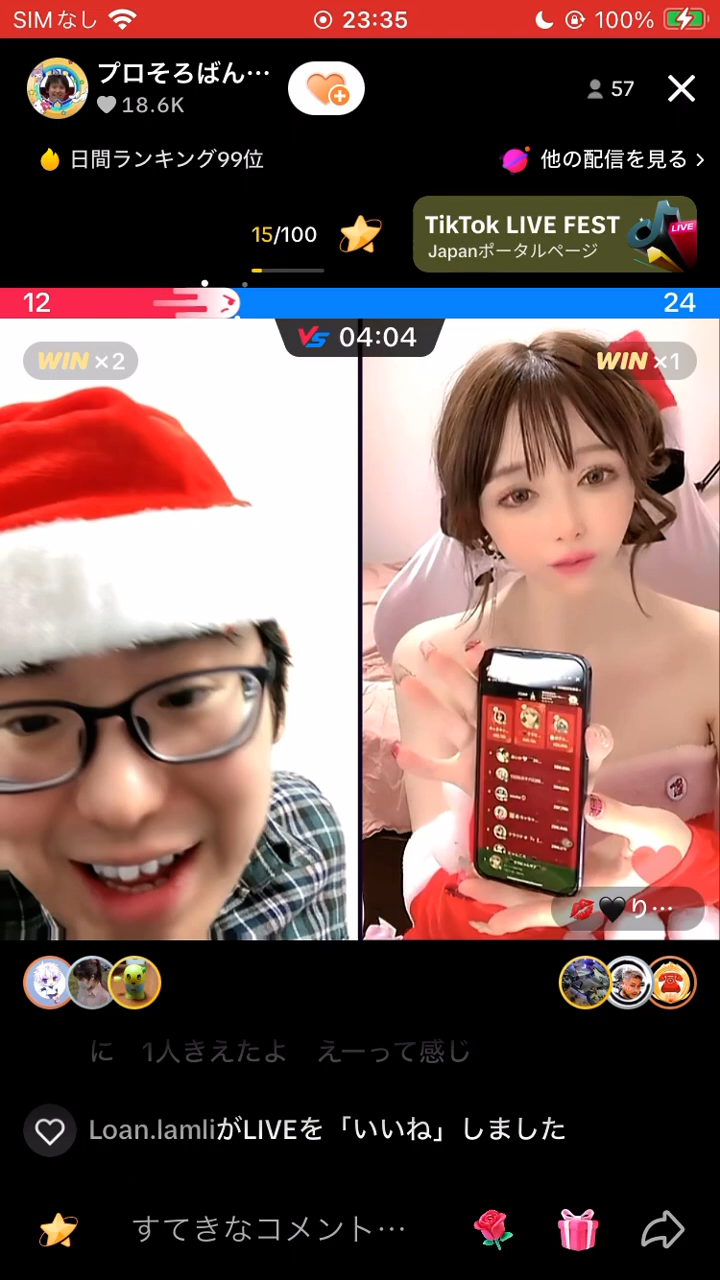 SIMなし 23:35 100%
プロそろばん…
18.6K
57
日間ランキング99位
他の配信を見る
15/100
TikTok LIVE FEST
Japanポータルページ
LIVE
12
24
VS 04:04
WIN ×2
WIN ×1
り…
に 1人きえたよ えーって感じ
Loan.lamliがLIVEを「いいね」しました
すてきなコメント…